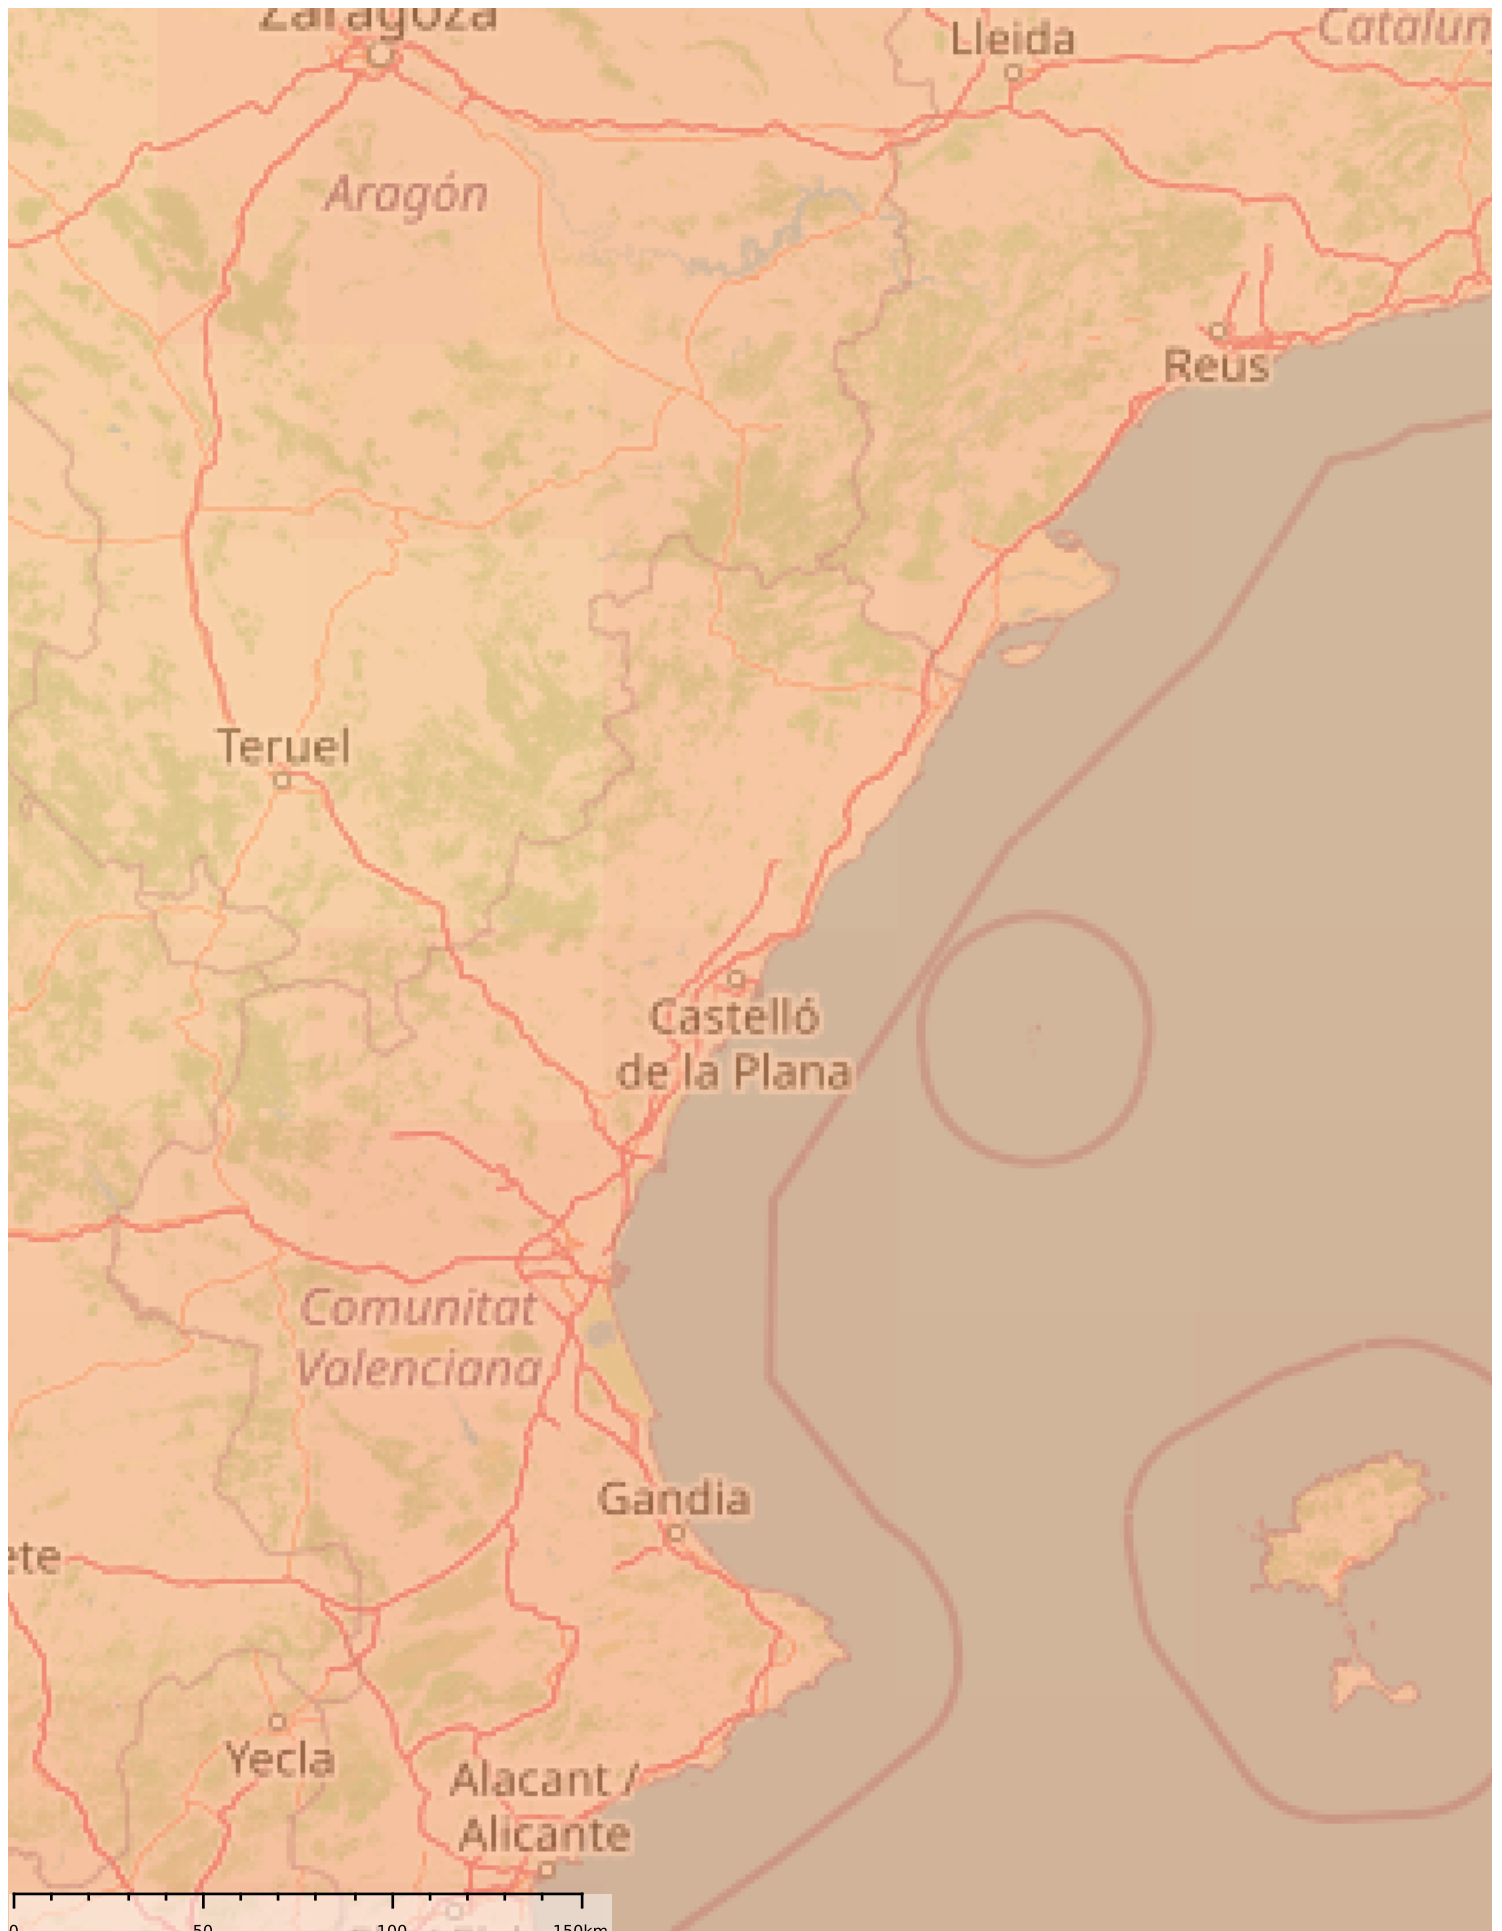 Zaragoza
Lleida
Catalun
Aragón
Reus
Teruel
Castelló
de la Plana
Comunitat
Valenciana
Gandia
ete
Yecla
Alacant /
Alicante
0 50 100 150km